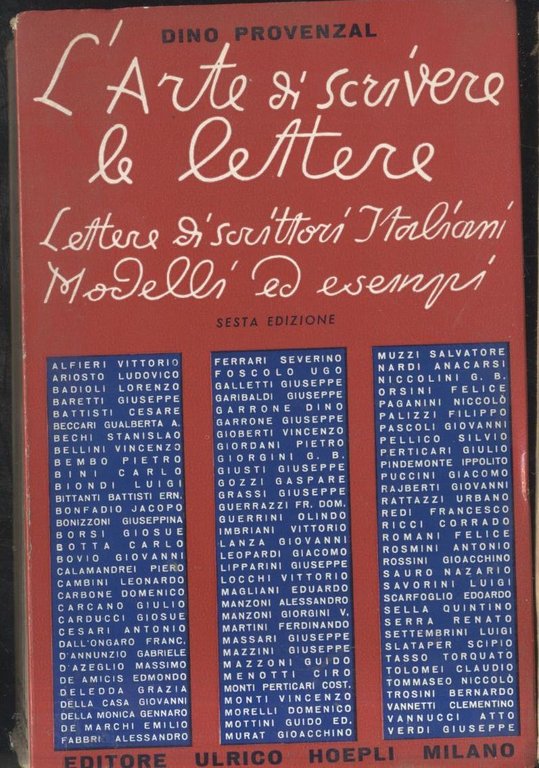 DINO PROVENZAL
L'Arte di scrivere
le lettere
Lettere di scrittori Italiani
Modelli ed esempi
SESTA EDIZIONE
ALFIERI VITTORIO
ARIOSTO LUDOVICO
BADIOLI LORENZO
BARETTI GIUSEPPE
BATTISTI CESARE
BECCARI GUALBERTA A.
BECHI STANISLAO
BELLINI VINCENZO
BEMBO PIETRO
BINI CARLO
BIONDI LUIGI
BITTANTI BATTISTI ERN.
BONFADIO JACOPO
BONIZZONI GIUSEPPINA
BORSI GIOSUE
BOTTA CARLO
BOVIO GIOVANNI
CALAMANDREI PIERO
CAMBINI LEONARDO
CARBONE DOMENICO
CARCANO GIULIO
CARDUCCI GIOSUE
CESARI ANTONIO
DALL'ONGARO FRANC.
D'ANNUNZIO GABRIELE
D'AZEGLIO MASSIMO
DE AMICIS EDMONDO
DELEDDA GRAZIA
DELLA CASA GIOVANNI
DELLA MONICA GENNARO
DE MARCHI EMILIO
FABBRI ALESSANDRO
FERRARI SEVERINO
FOSCOLO UGO
GALLETTI GIUSEPPE
GARIBALDI GIUSEPPE
GARRONE DINO
GARRONE GIUSEPPE
GIOBERTI VINCENZO
GIORDANI PIETRO
GIORGINI G. B.
GIUSTI GIUSEPPE
GOZZI GASPARE
GRASSI GIUSEPPE
GUERRAZZI FR. DOM.
GUERRINI OLINDO
IMBRIANI VITTORIO
LANZA GIOVANNI
LEOPARDI GIACOMO
LIPPARINI GIUSEPPE
LOCCHI VITTORIO
MAGLIANI EDUARDO
MANZONI ALESSANDRO
MANZONI GIORGINI V.
MARTINI FERDINANDO
MASSARI GIUSEPPE
MAZZINI GIUSEPPE
MAZZONI GUIDO
MENOTTI CIRO
MONTI PERTICARI COST.
MONTI VINCENZO
MORELLI DOMENICO
MOTTINI GUIDO ED.
MURAT GIOACCHINO
MUZZI SALVATORE
NARDI ANACARSI
NICCOLINI G. B.
ORSINI FELICE
PAGANINI NICCOLÒ
PALIZZI FILIPPO
PASCOLI GIOVANNI
PELLICO SILVIO
PERTICARI GIULIO
PINDEMONTE IPPOLITO
PUCCINI GIACOMO
RAJBERTI GIOVANNI
RATTAZZI URBANO
REDI FRANCESCO
RICCI CORRADO
ROMANI FELICE
ROSMINI ANTONIO
ROSSINI GIOACCHINO
SAURO NAZARIO
SAVORINI LUIGI
SCARFOGLIO EDOARDO
SELLA QUINTINO
SERRA RENATO
SETTEMBRINI LUIGI
SLATAPER SCIPIO
TASSO TORQUATO
TOLOMEI CLAUDIO
TOMMASEO NICCOLÒ
TROSINI BERNARDO
VANNETTI CLEMENTINO
VANNUCCI ATTO
VERDI GIUSEPPE
EDITORE ULRICO HOEPLI MILANO